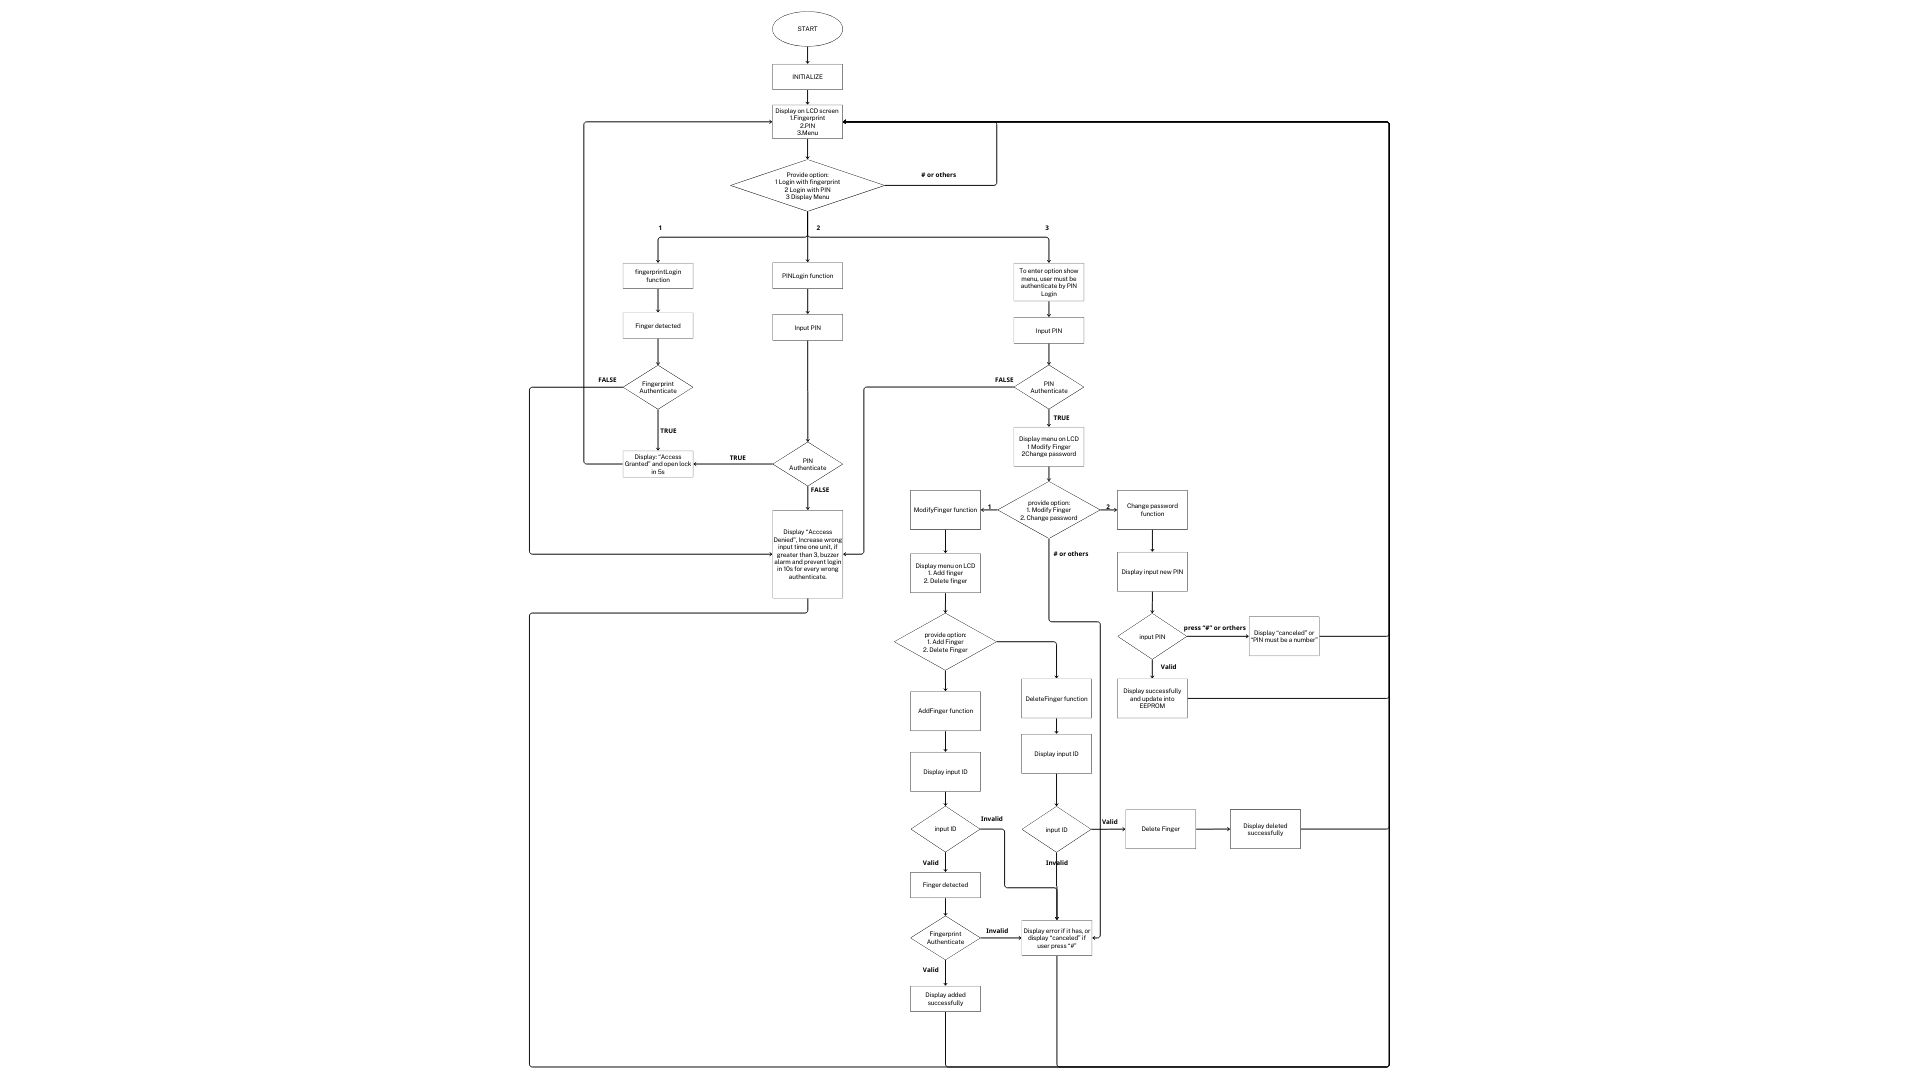 START
INITIALIZE
Display on LCD screen
1.Fingerprint
2.PIN
3.Menu
Provide option:
1 Login with fingerprint
2 Login with PIN
3 Display Menu
# or others
1
2
3
fingerprintLogin
function
PINLogin function
To enter option show
menu, user must be
authenticate by PIN
Login
Finger detected
Input PIN
Input PIN
FALSE
Fingerprint
Authenticate
FALSE
PIN
Authenticate
TRUE
TRUE
Display menu on LCD
1 Modify Finger
2Change password
Display: "Access
Granted" and open lock
in 5s
TRUE
PIN
Authenticate
FALSE
ModifyFinger function
1
provide option:
1. Modify Finger
2. Change password
2
Change password
function
Display "Acccess
Denied", Increase wrong
input time one unit, if
greater than 3, buzzer
alarm and prevent login
in 10s for every wrong
authenticate.
# or others
Display menu on LCD
1. Add finger
2. Delete finger
Display input new PIN
provide option:
1. Add Finger
2. Delete Finger
input PIN
press "#" or orthers
Display "canceled" or
"PIN must be a number"
Valid
AddFinger function
DeleteFinger function
Display successfully
and update into
EEPROM
Display input ID
Display input ID
input ID
Invalid
input ID
Valid
Delete Finger
Display deleted
successfully
Valid
Invalid
Finger detected
Fingerprint
Authenticate
Invalid
Display error if it has, or
display "canceled" if
user press "#"
Valid
Display added
successfully